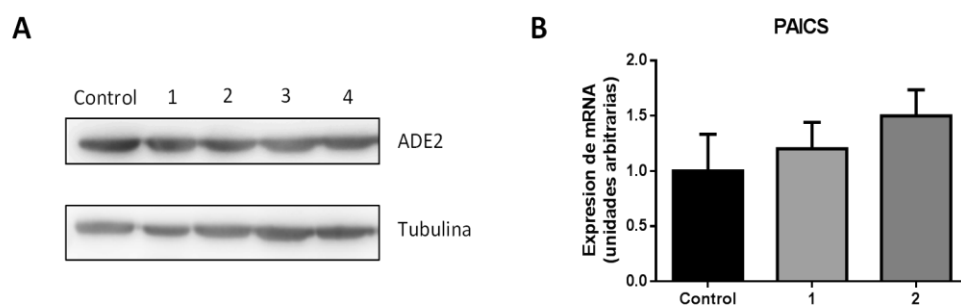 A
Control 1 2 3 4
ADE2
Tubulina
B
PAICS
Expresion de mRNA
(unidades arbitrarias)
2.0
1.5
1.0
0.5
0.0
Control 1 2